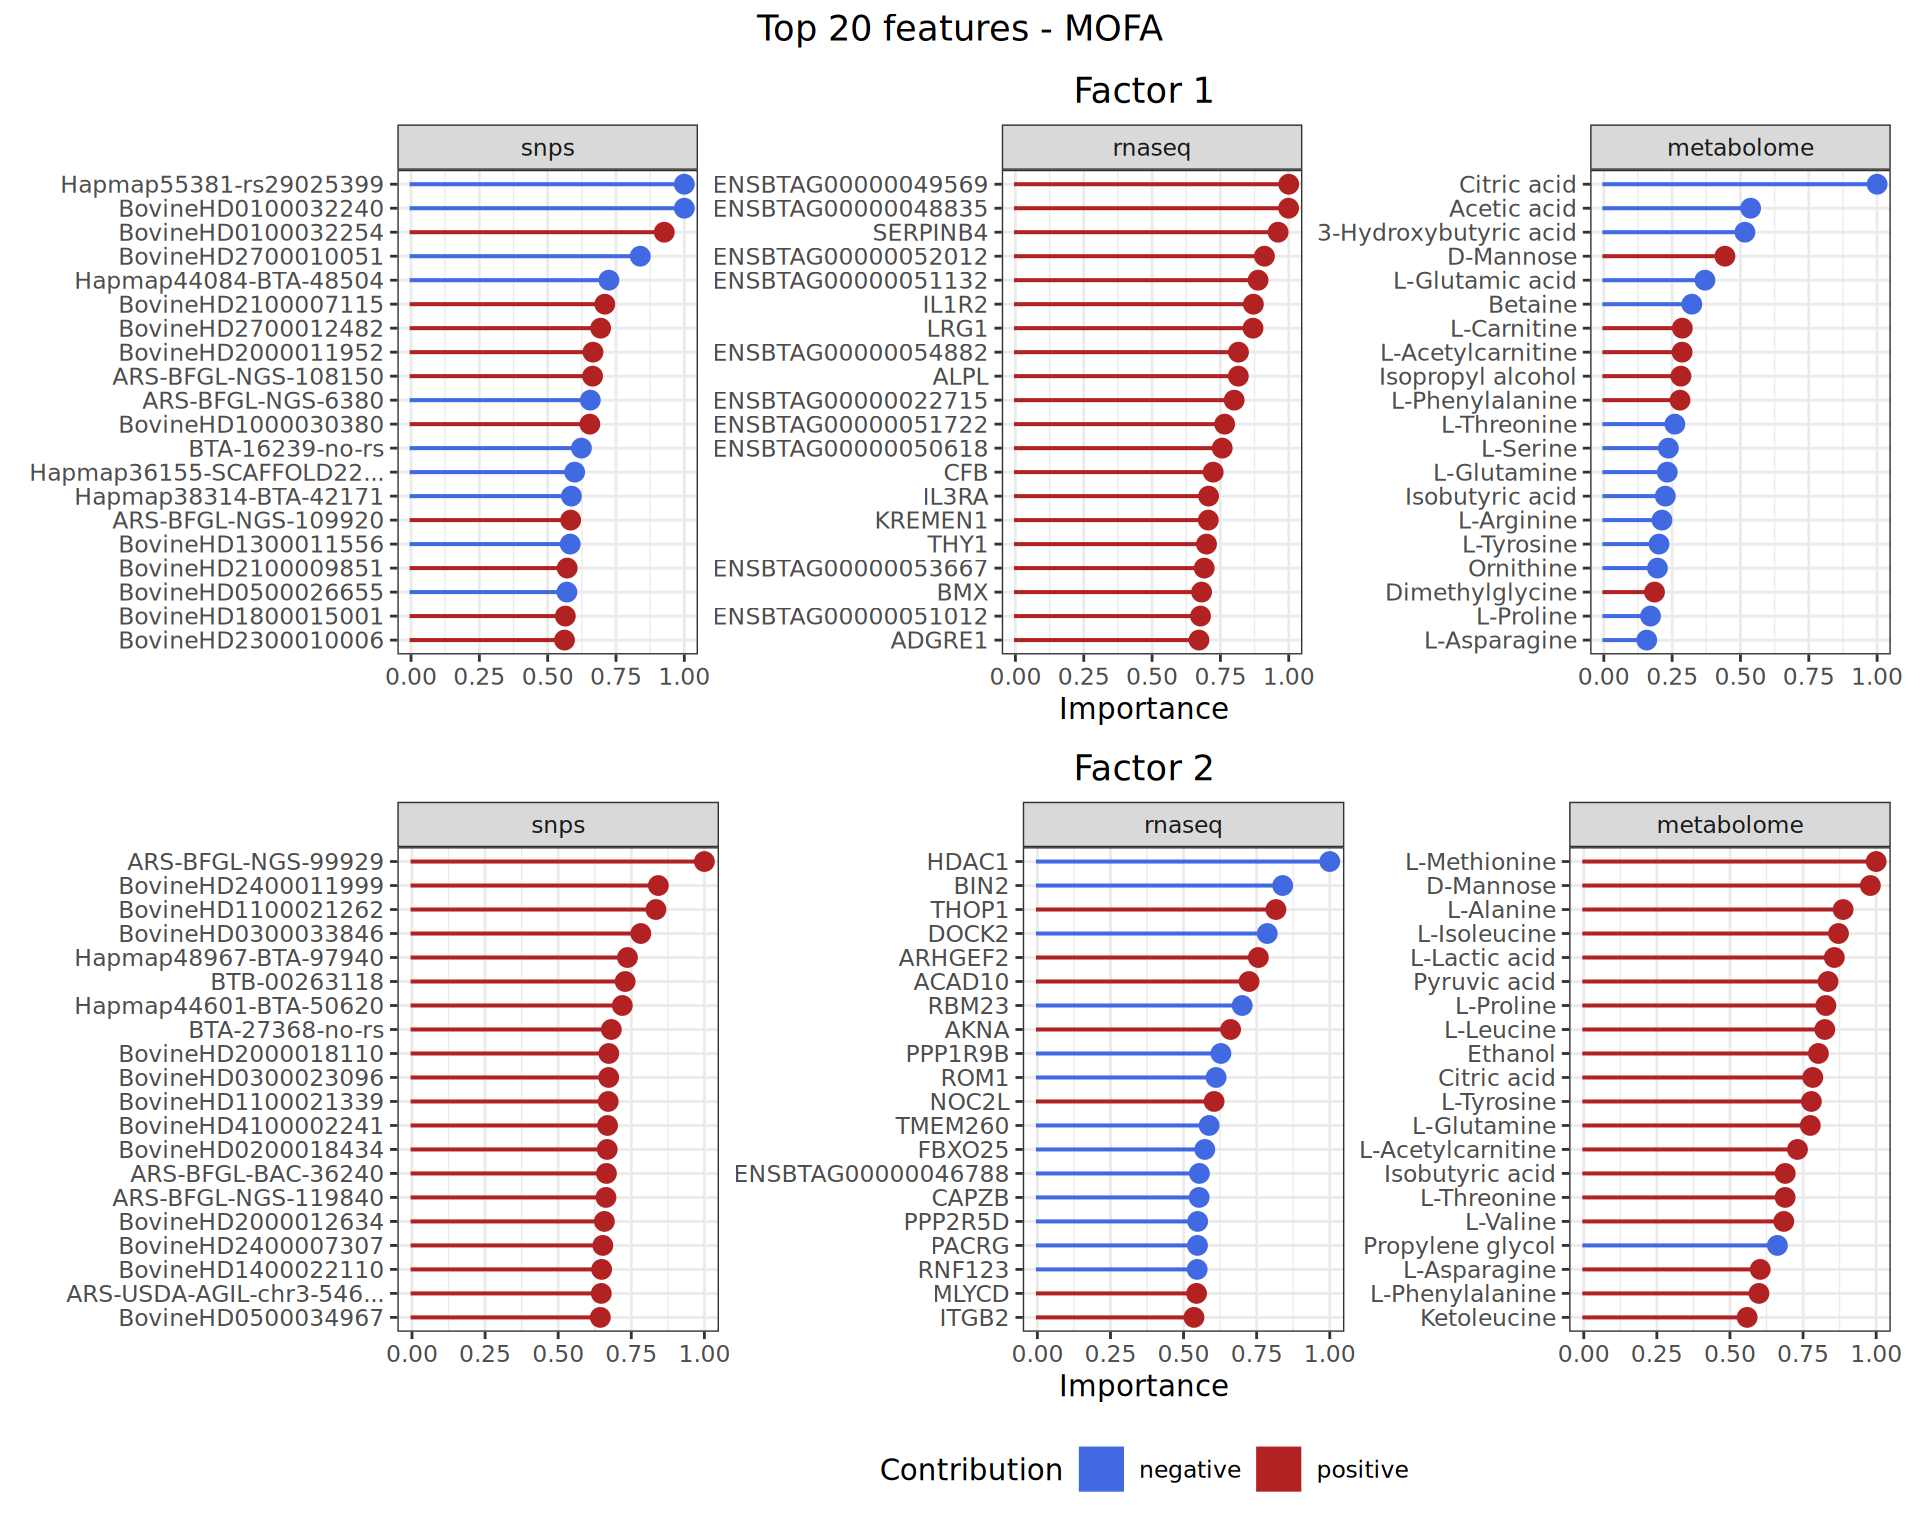 Top 20 features - MOFA
Factor 1
snps
Hapmap55381-rs29025399
BovineHD0100032240
BovineHD0100032254
BovineHD2700010051
Hapmap44084-BTA-48504
BovineHD2100007115
BovineHD2700012482
BovineHD2000011952
ARS-BFGL-NGS-108150
ARS-BFGL-NGS-6380
BovineHD1000030380
BTA-16239-no-rs
Hapmap36155-SCAFFOLD22...
Hapmap38314-BTA-42171
ARS-BFGL-NGS-109920
BovineHD1300011556
BovineHD2100009851
BovineHD0500026655
BovineHD1800015001
BovineHD2300010006
0.00 0.25 0.50 0.75 1.00
rnaseq
ENSBTAG00000049569
ENSBTAG00000048835
SERPINB4
ENSBTAG00000052012
ENSBTAG00000051132
IL1R2
LRG1
ENSBTAG00000054882
ALPL
ENSBTAG00000022715
ENSBTAG00000051722
ENSBTAG00000050618
CFB
IL3RA
KREMEN1
THY1
ENSBTAG00000053667
BMX
ENSBTAG00000051012
ADGRE1
0.00 0.25 0.50 0.75 1.00
metabolome
Citric acid
Acetic acid
3-Hydroxybutyric acid
D-Mannose
L-Glutamic acid
Betaine
L-Carnitine
L-Acetylcarnitine
Isopropyl alcohol
L-Phenylalanine
L-Threonine
L-Serine
L-Glutamine
Isobutyric acid
L-Arginine
L-Tyrosine
Ornithine
Dimethylglycine
L-Proline
L-Asparagine
0.00 0.25 0.50 0.75 1.00
Importance
Factor 2
snps
ARS-BFGL-NGS-99929
BovineHD2400011999
BovineHD1100021262
BovineHD0300033846
Hapmap48967-BTA-97940
BTB-00263118
Hapmap44601-BTA-50620
BTA-27368-no-rs
BovineHD2000018110
BovineHD0300023096
BovineHD1100021339
BovineHD4100002241
BovineHD0200018434
ARS-BFGL-BAC-36240
ARS-BFGL-NGS-119840
BovineHD2000012634
BovineHD2400007307
BovineHD1400022110
ARS-USDA-AGIL-chr3-546...
BovineHD0500034967
0.00 0.25 0.50 0.75 1.00
rnaseq
HDAC1
BIN2
THOP1
DOCK2
ARHGEF2
ACAD10
RBM23
AKNA
PPP1R9B
ROM1
NOC2L
TMEM260
FBXO25
ENSBTAG00000046788
CAPZB
PPP2R5D
PACRG
RNF123
MLYCD
ITGB2
0.00 0.25 0.50 0.75 1.00
metabolome
L-Methionine
D-Mannose
L-Alanine
L-Isoleucine
L-Lactic acid
Pyruvic acid
L-Proline
L-Leucine
Ethanol
Citric acid
L-Tyrosine
L-Glutamine
L-Acetylcarnitine
Isobutyric acid
L-Threonine
L-Valine
Propylene glycol
L-Asparagine
L-Phenylalanine
Ketoleucine
0.00 0.25 0.50 0.75 1.00
Importance
Contribution negative positive